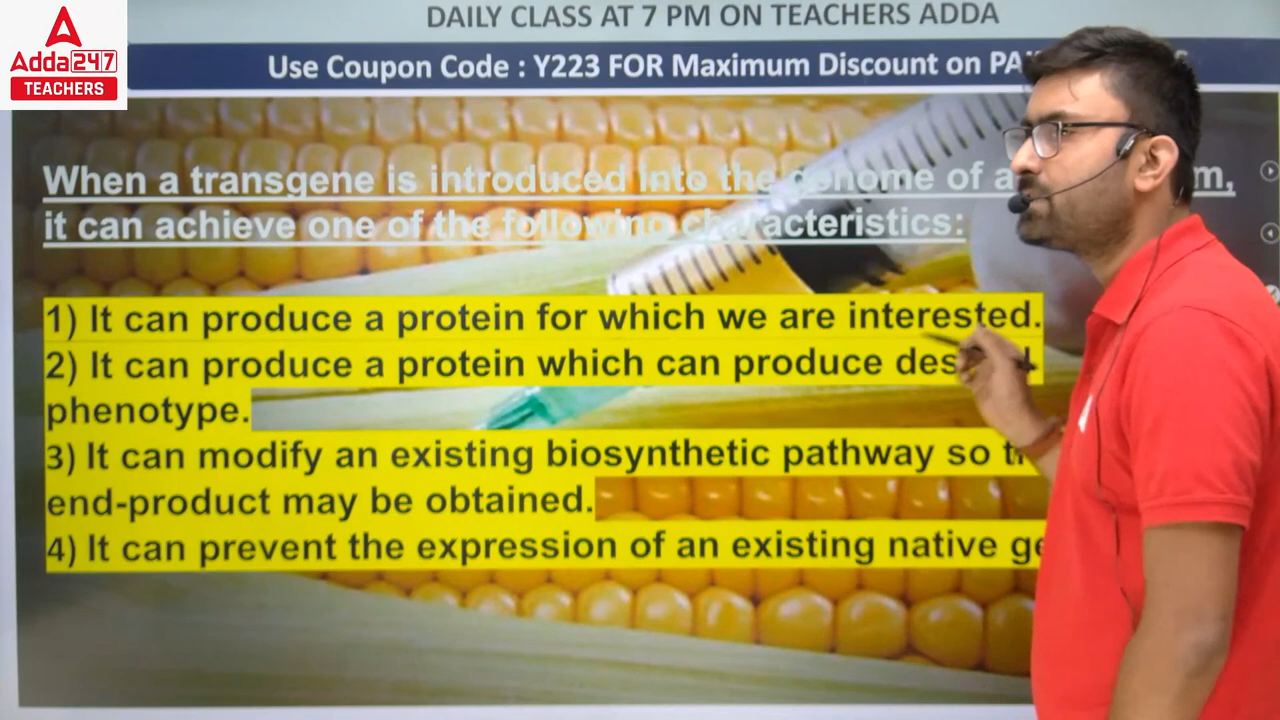 DAILY CLASS AT 7 PM ON TEACHERS ADDA
Adda247
TEACHERS
Use Coupon Code : Y223 FOR Maximum Discount on
When a transgene is introduced into the genome of
it can achieve one of the following characteristics:
1) It can produce a protein for which we are interested.
2) It can produce a protein which can produce
phenotype.
3) It can modify an existing biosynthetic pathway so
end-product may be obtained.
4) It can prevent the expression of an existing native